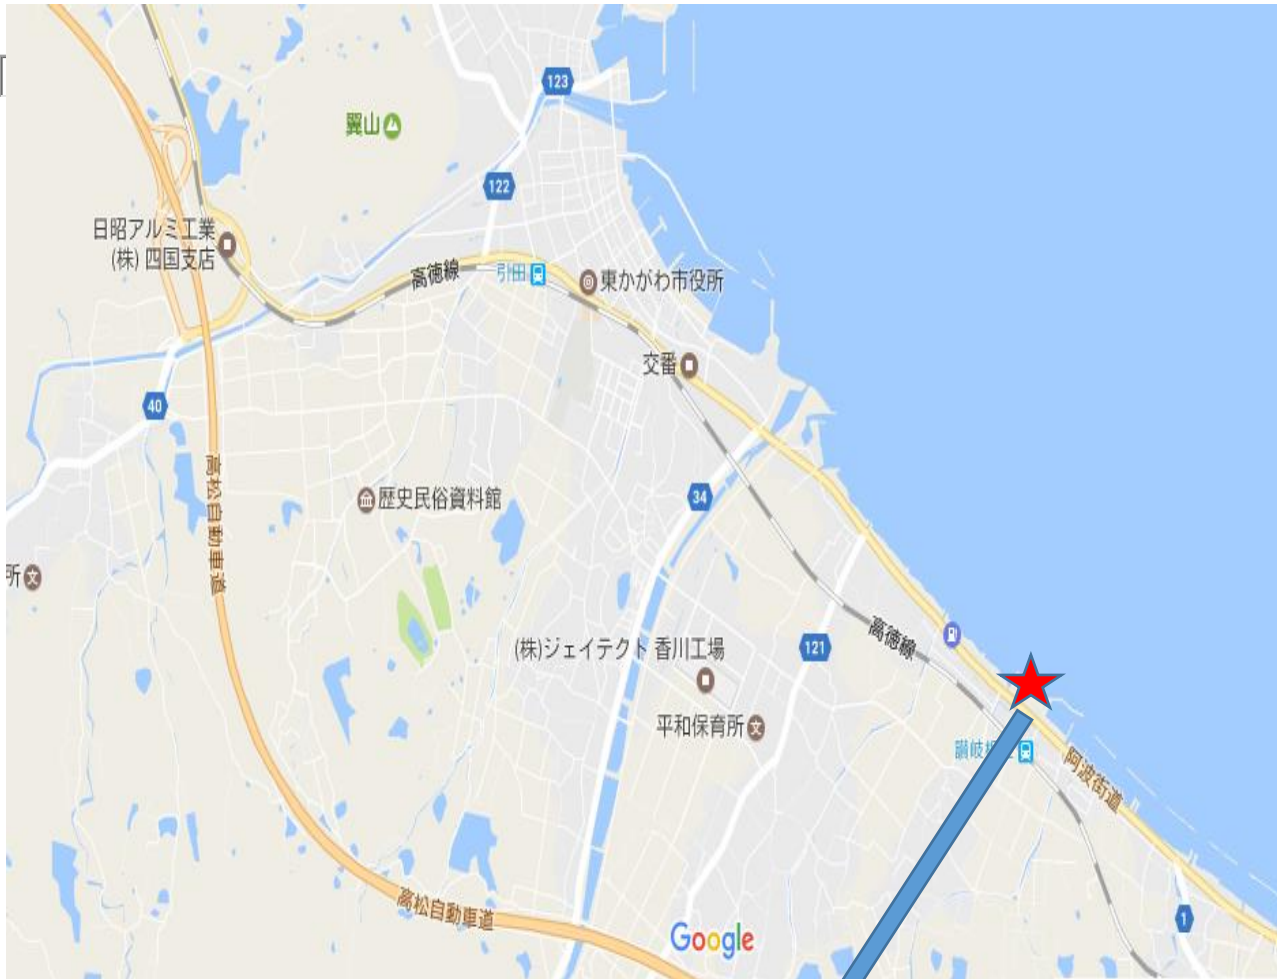 123
翼山
122
日昭アルミ工業
(株) 四国支店
高徳線
引田
東かがわ市役所
交番
40
高松自動車道
歴史民俗資料館
34
所
(株)ジェイテクト 香川工場
121
高徳線
平和保育所
讃岐
阿波街道
高松自動車道
Google
1